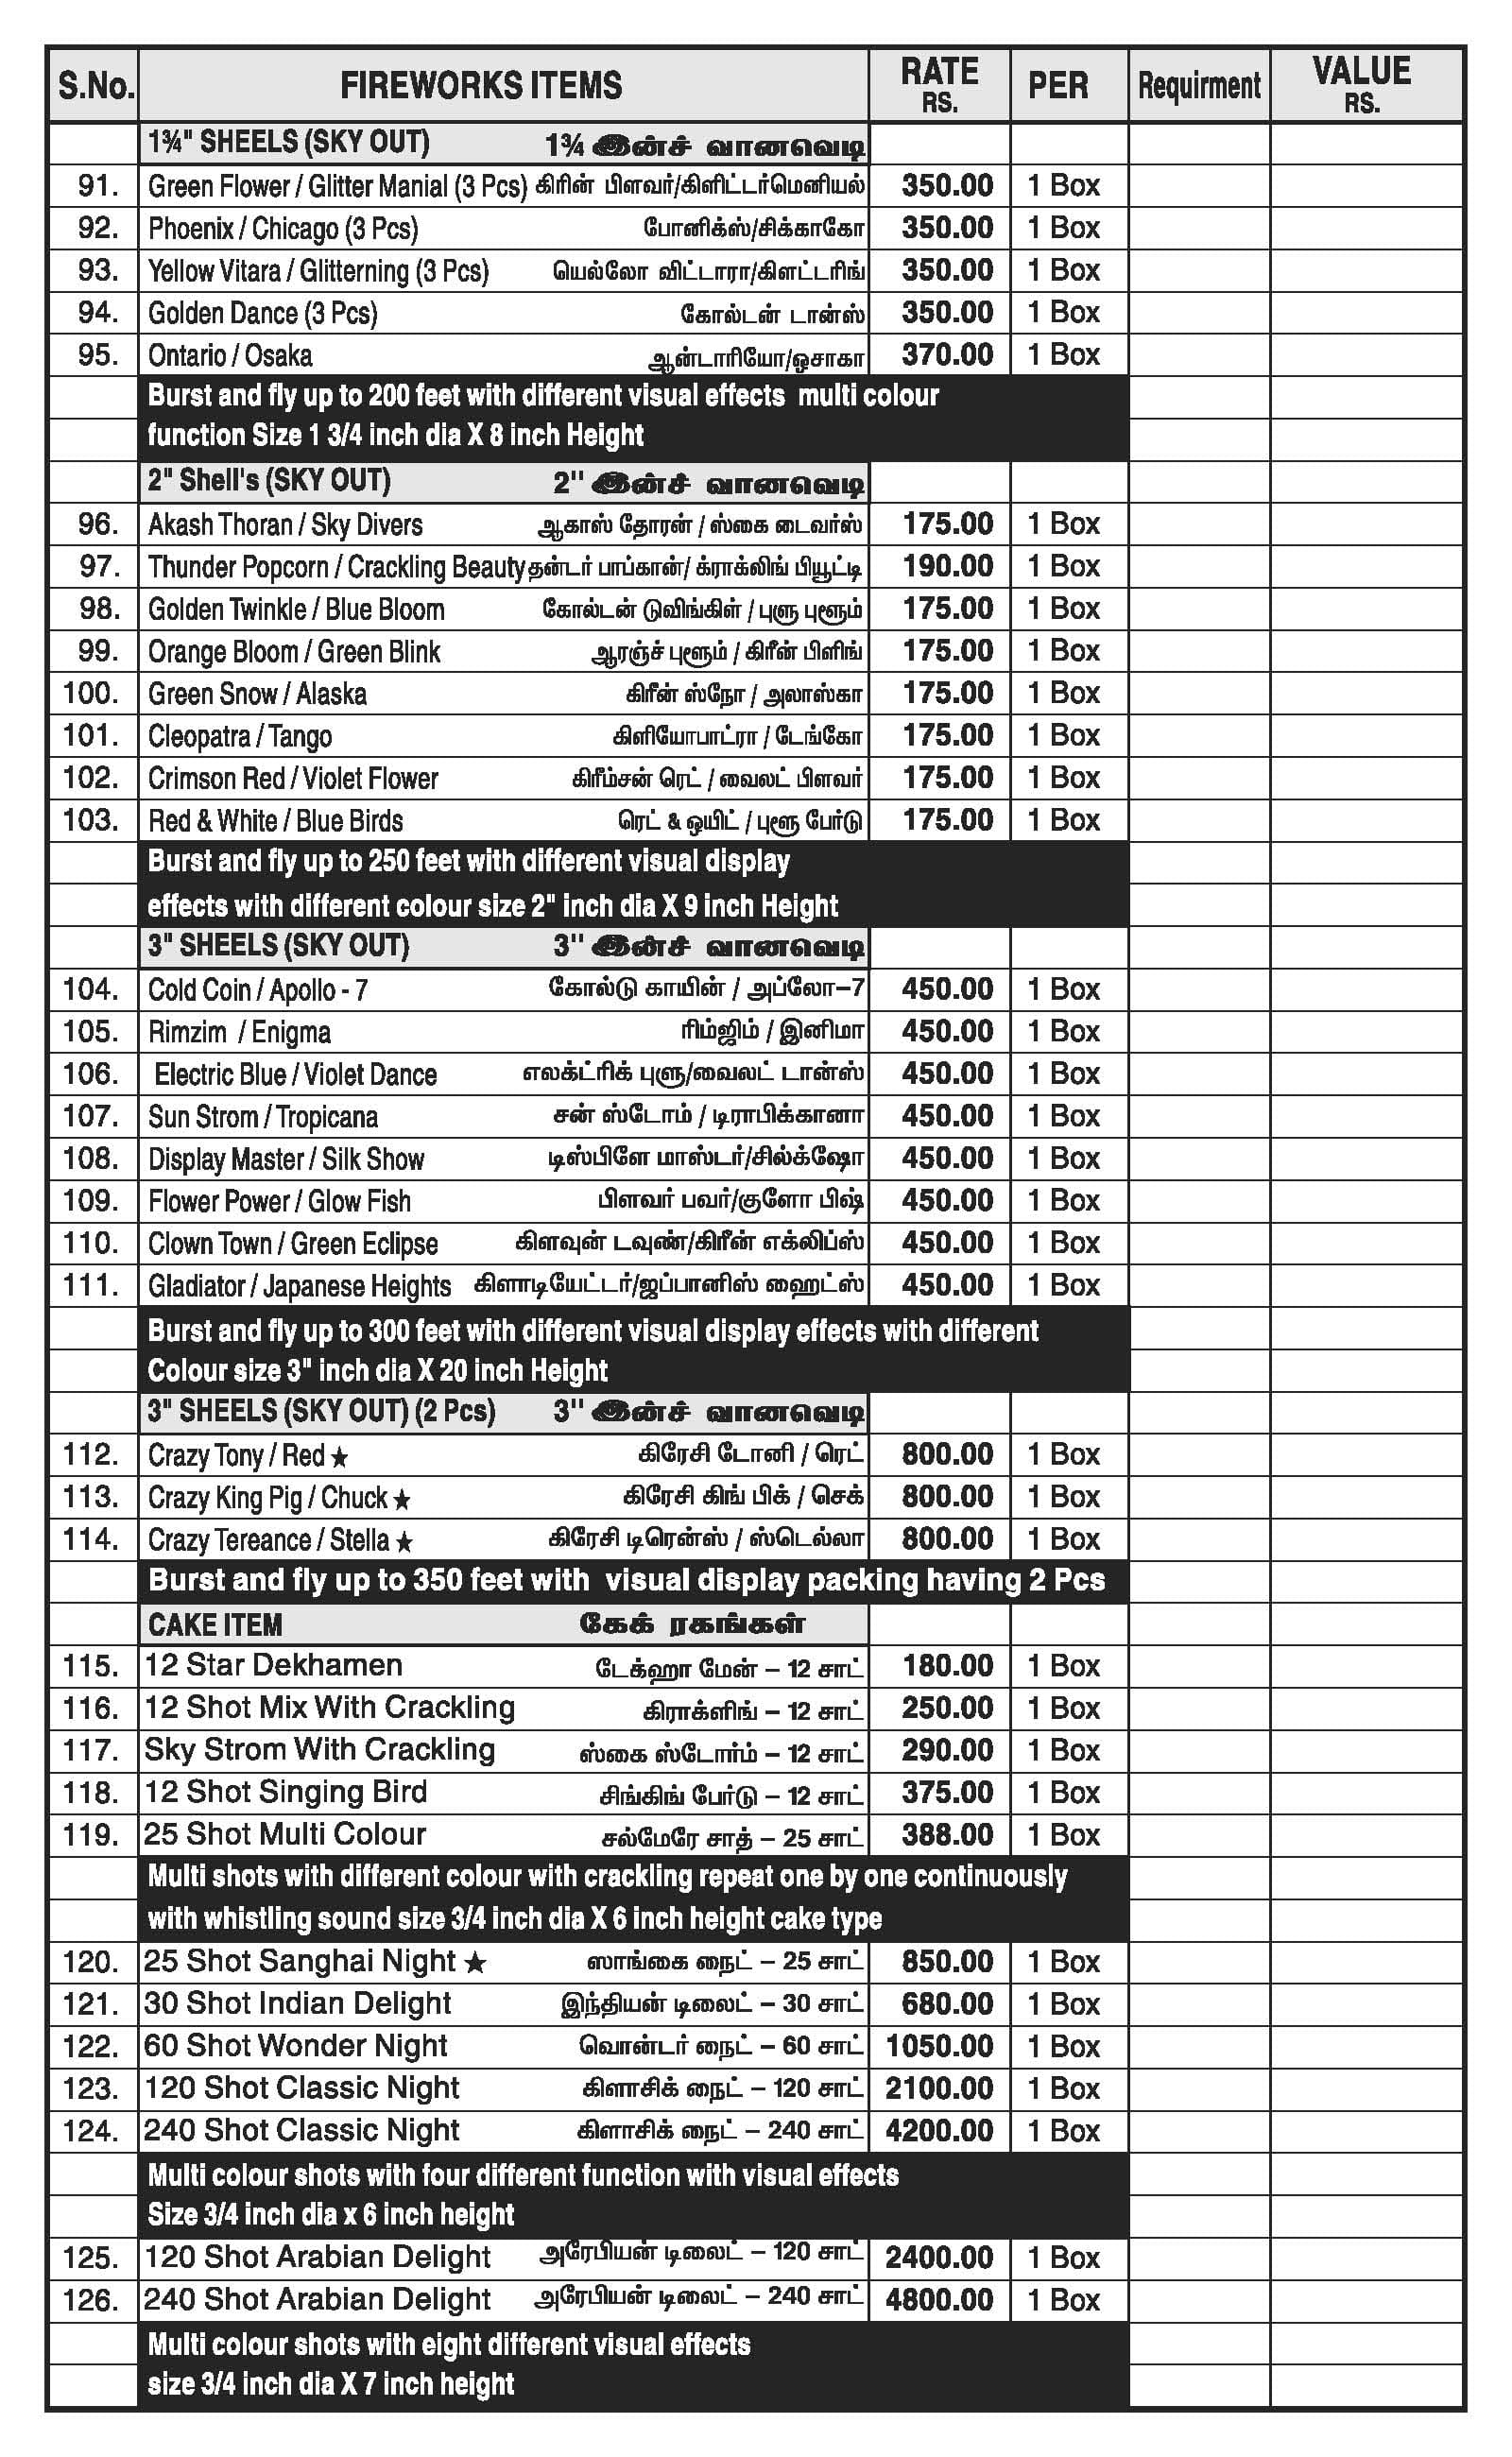 S.No. FIREWORKS ITEMS RATE RS. PER Requirment VALUE RS.
1¾" SHEELS (SKY OUT) 1¾ இன்ச் வானவெடி
91. Green Flower / Glitter Manial (3 Pcs) கிரின் பிளவர்/கிளிட்டர்மெனியல் 350.00 1 Box
92. Phoenix / Chicago (3 Pcs) போனிக்ஸ்/சிக்காகோ 350.00 1 Box
93. Yellow Vitara / Glitterning (3 Pcs) யெல்லோ விட்டாரா/கிளட்டரிங் 350.00 1 Box
94. Golden Dance (3 Pcs) கோல்டன் டான்ஸ் 350.00 1 Box
95. Ontario / Osaka ஆன்டாரியோ/ஒசாகா 370.00 1 Box
Burst and fly up to 200 feet with different visual effects multi colour
function Size 1 3/4 inch dia X 8 inch Height
2" Shell's (SKY OUT) 2" இன்ச் வானவெடி
96. Akash Thoran / Sky Divers ஆகாஸ் தோரன் / ஸ்கை டைவர்ஸ் 175.00 1 Box
97. Thunder Popcorn / Crackling Beauty தன்டர் பாப்கான்/ க்ராக்லிங் பியூட்டி 190.00 1 Box
98. Golden Twinkle / Blue Bloom கோல்டன் டுவிங்கிள் / புளு புளூம் 175.00 1 Box
99. Orange Bloom / Green Blink ஆரஞ்ச் புளூம் / கிரீன் பிளிங் 175.00 1 Box
100. Green Snow / Alaska கிரீன் ஸ்நோ / அலாஸ்கா 175.00 1 Box
101. Cleopatra / Tango கிளியோபாட்ரா / டேங்கோ 175.00 1 Box
102. Crimson Red / Violet Flower கிரீம்சன் ரெட் / வைலட் பிளவர் 175.00 1 Box
103. Red & White / Blue Birds ரெட் & ஒயிட் / புளூ பேர்டு 175.00 1 Box
Burst and fly up to 250 feet with different visual display
effects with different colour size 2" inch dia X 9 inch Height
3" SHEELS (SKY OUT) 3" இன்ச் வானவெடி
104. Cold Coin / Apollo - 7 கோல்டு காயின் / அப்லோ–7 450.00 1 Box
105. Rimzim / Enigma ரிம்ஜிம் / இனிமா 450.00 1 Box
106. Electric Blue / Violet Dance எலக்ட்ரிக் புளு/வைலட் டான்ஸ் 450.00 1 Box
107. Sun Strom / Tropicana சன் ஸ்டோம் / டிராபிக்கானா 450.00 1 Box
108. Display Master / Silk Show டிஸ்பிளே மாஸ்டர்/சில்க்ஷோ 450.00 1 Box
109. Flower Power / Glow Fish பிளவர் பவர்/குளோ பிஷ் 450.00 1 Box
110. Clown Town / Green Eclipse கிளவுன் டவுண்/கிரீன் எக்லிப்ஸ் 450.00 1 Box
111. Gladiator / Japanese Heights கிளாடியேட்டர்/ஜப்பானிஸ் ஹைட்ஸ் 450.00 1 Box
Burst and fly up to 300 feet with different visual display effects with different
Colour size 3" inch dia X 20 inch Height
3" SHEELS (SKY OUT) (2 Pcs) 3" இன்ச் வானவெடி
112. Crazy Tony / Red ★ கிரேசி டோனி / ரெட் 800.00 1 Box
113. Crazy King Pig / Chuck ★ கிரேசி கிங் பிக் / செக் 800.00 1 Box
114. Crazy Tereance / Stella ★ கிரேசி டிரென்ஸ் / ஸ்டெல்லா 800.00 1 Box
Burst and fly up to 350 feet with visual display packing having 2 Pcs
CAKE ITEM கேக் ரகங்கள்
115. 12 Star Dekhamen டேக்ஹா மேன் – 12 சாட் 180.00 1 Box
116. 12 Shot Mix With Crackling கிராக்ளிங் – 12 சாட் 250.00 1 Box
117. Sky Strom With Crackling ஸ்கை ஸ்டோர்ம் – 12 சாட் 290.00 1 Box
118. 12 Shot Singing Bird சிங்கிங் பேர்டு – 12 சாட் 375.00 1 Box
119. 25 Shot Multi Colour சல்மேரே சாத் – 25 சாட் 388.00 1 Box
Multi shots with different colour with crackling repeat one by one continuously
with whistling sound size 3/4 inch dia X 6 inch height cake type
120. 25 Shot Sanghai Night ★ ஸாங்கை நைட் – 25 சாட் 850.00 1 Box
121. 30 Shot Indian Delight இந்தியன் டிலைட் – 30 சாட் 680.00 1 Box
122. 60 Shot Wonder Night வொன்டர் நைட் – 60 சாட் 1050.00 1 Box
123. 120 Shot Classic Night கிளாசிக் நைட் – 120 சாட் 2100.00 1 Box
124. 240 Shot Classic Night கிளாசிக் நைட் – 240 சாட் 4200.00 1 Box
Multi colour shots with four different function with visual effects
Size 3/4 inch dia x 6 inch height
125. 120 Shot Arabian Delight அரேபியன் டிலைட் – 120 சாட் 2400.00 1 Box
126. 240 Shot Arabian Delight அரேபியன் டிலைட் – 240 சாட் 4800.00 1 Box
Multi colour shots with eight different visual effects
size 3/4 inch dia X 7 inch height